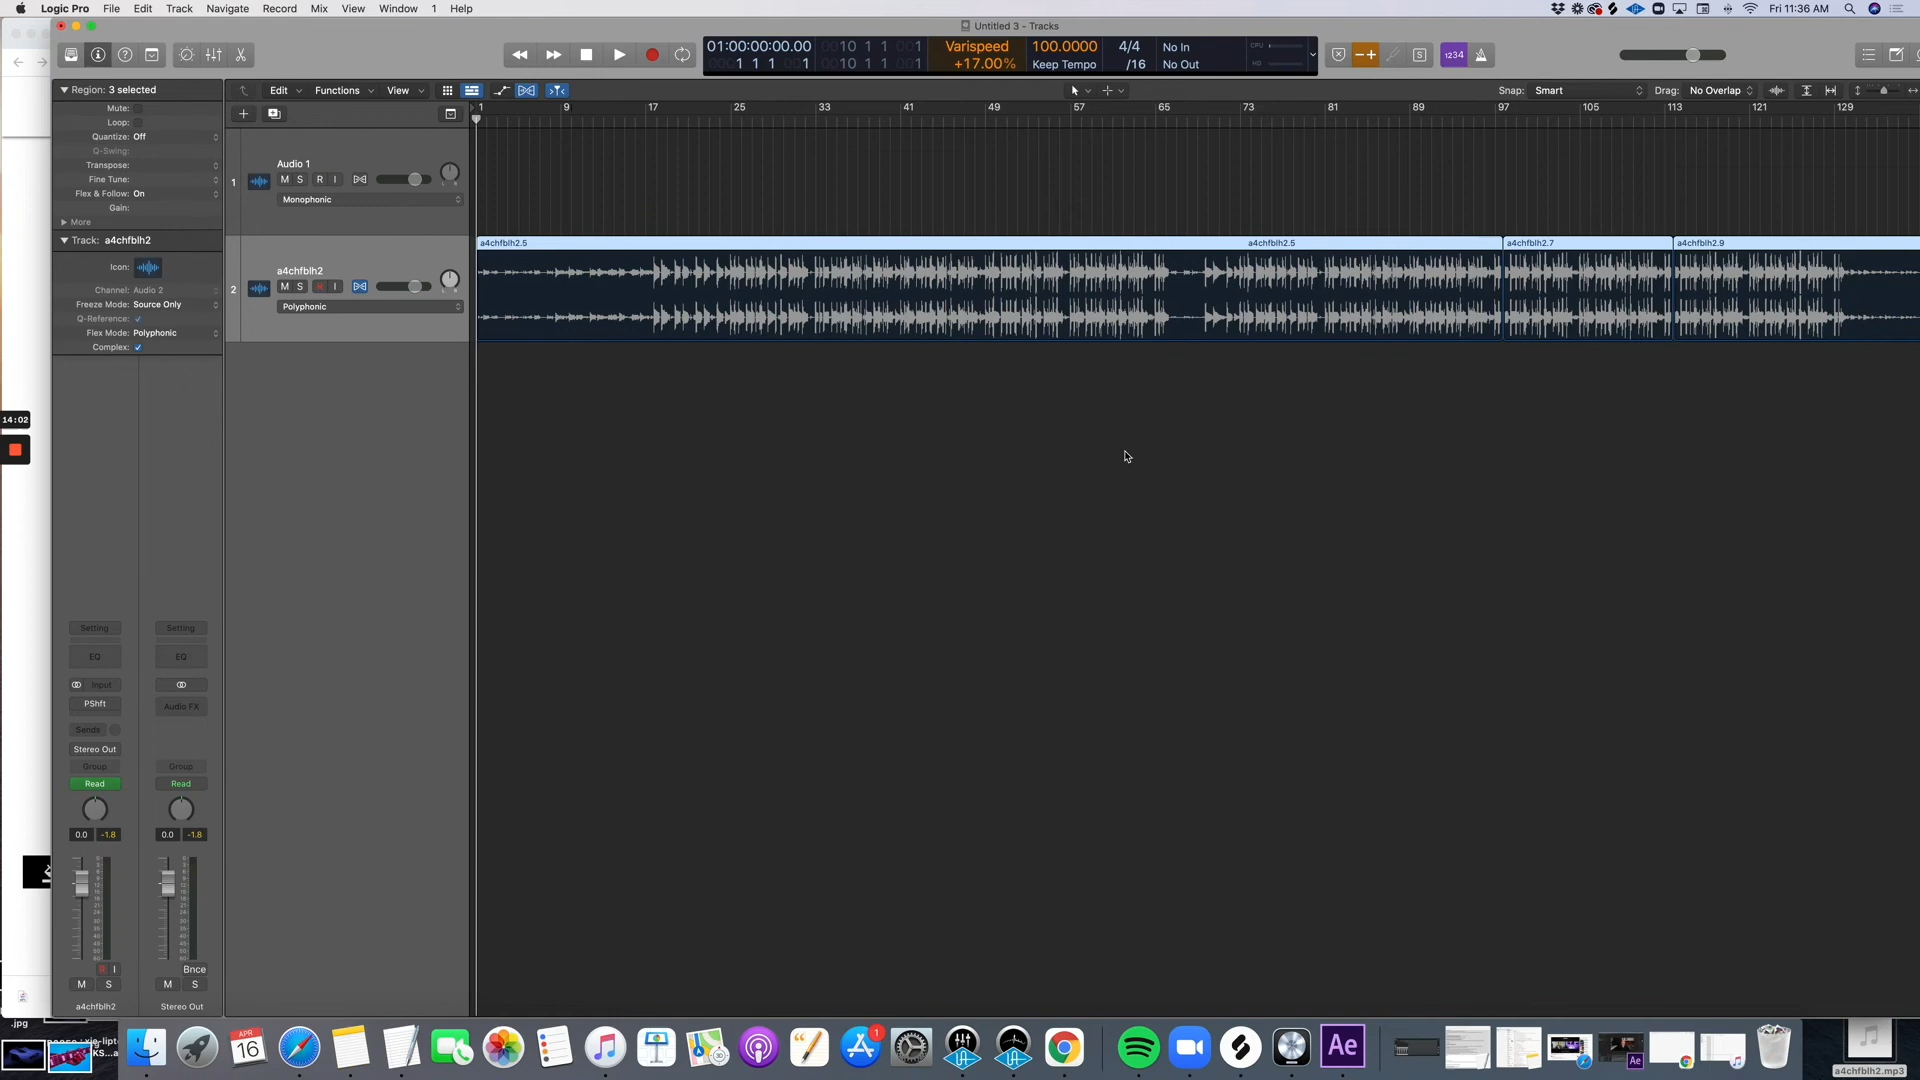 Logic Pro File Edit Track Navigate Record Mix View Window 1 Help Fri 11:36 AM
Untitled 3 - Tracks
01:00:00:00.00 Varispeed 100.0000 4/4 No In CPU
1 1 1 +17.00% Keep Tempo /16 No Out HD
1234
Region: 3 selected
Edit Functions View Snap: Smart Drag: No Overlap
Mute:
Loop:
Quantize: Off
Q-Swing:
Transpose:
Fine Tune:
Flex & Follow: On
Gain:
More
Track: a4chfblh2
Icon:
Channel: Audio 2
Freeze Mode: Source Only
Q-Reference:
Flex Mode: Polyphonic
Complex:
1 9 17 25 33 41 49 57 65 73 81 89 97 105 113 121 129
1
Audio 1
M S R I
Monophonic
2
a4chfblh2
M S R I
Polyphonic
a4chfblh2.5 a4chfblh2.5 a4chfblh2.7 a4chfblh2.9
14:02
Setting Setting
EQ EQ
Input
PShft Audio FX
Sends
Stereo Out
Group Group
Read Read
0.0 -1.8 0.0 -1.8
R I Bnce
M S M S
a4chfblh2 Stereo Out
.jpg
APR
16
1
Ae
a4chfblh2.mp3